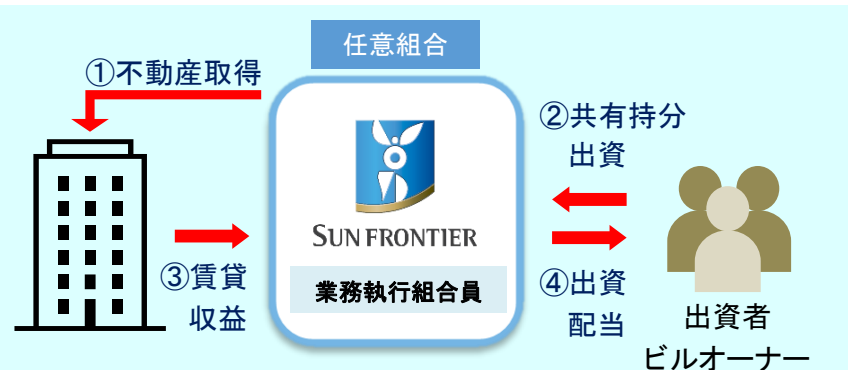 任意組合
①不動産取得
②共有持分
出資
SUN FRONTIER
業務執行組合員
③賃貸
収益
④出資
配当
出資者
ビルオーナー